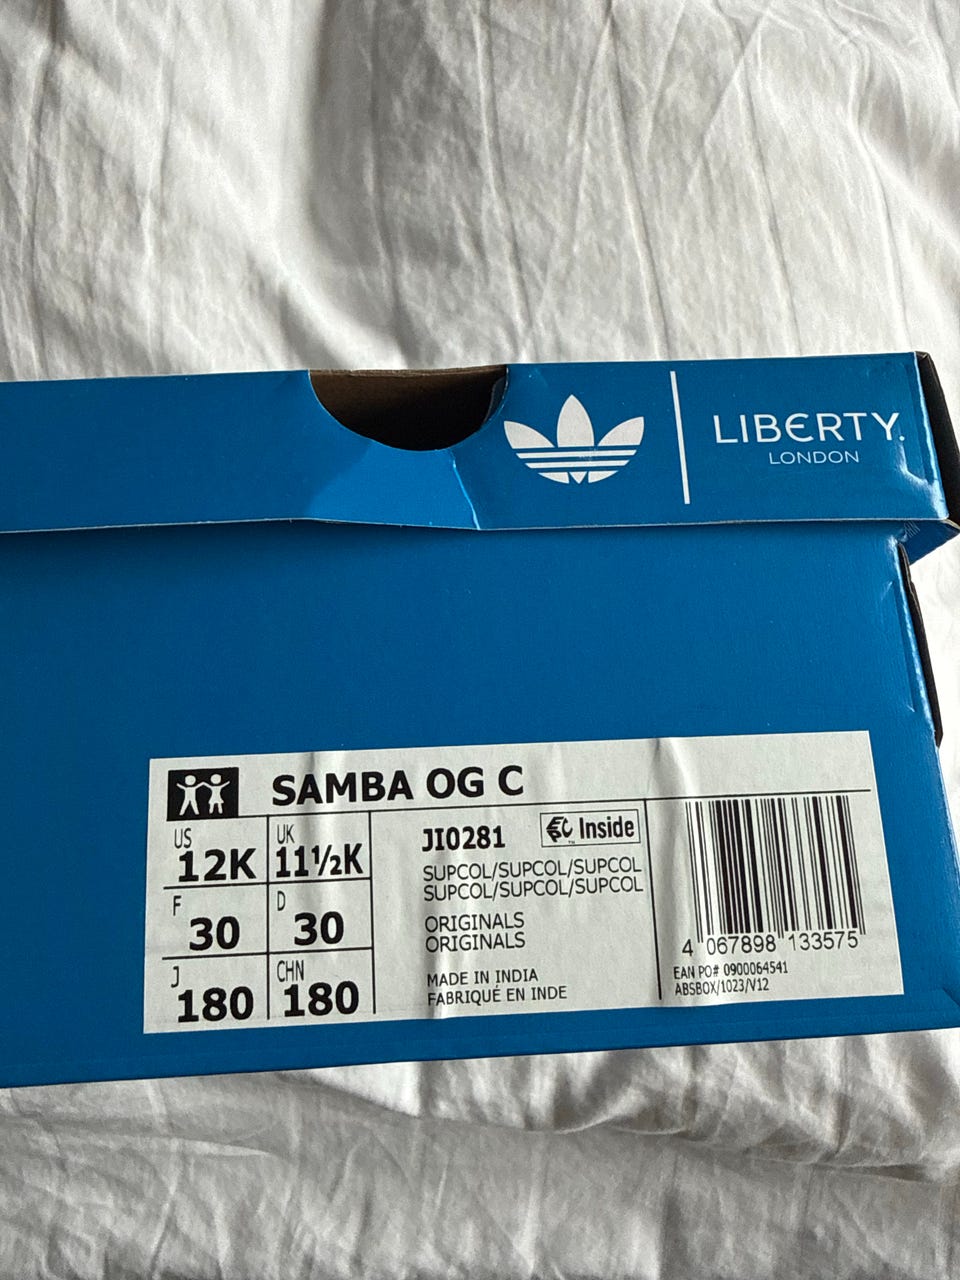 LIBERTY.
LONDON
SAMBA OG C
US 12K
UK 11½K
F 30
D 30
J 180
CHN 180
JI0281
Inside
SUPCOL/SUPCOL/SUPCOL
SUPCOL/SUPCOL/SUPCOL
ORIGINALS
ORIGINALS
MADE IN INDIA
FABRIQUÉ EN INDE
4 067898 133575
EAN PO# 0900064541
ABSBOX/1023/V12